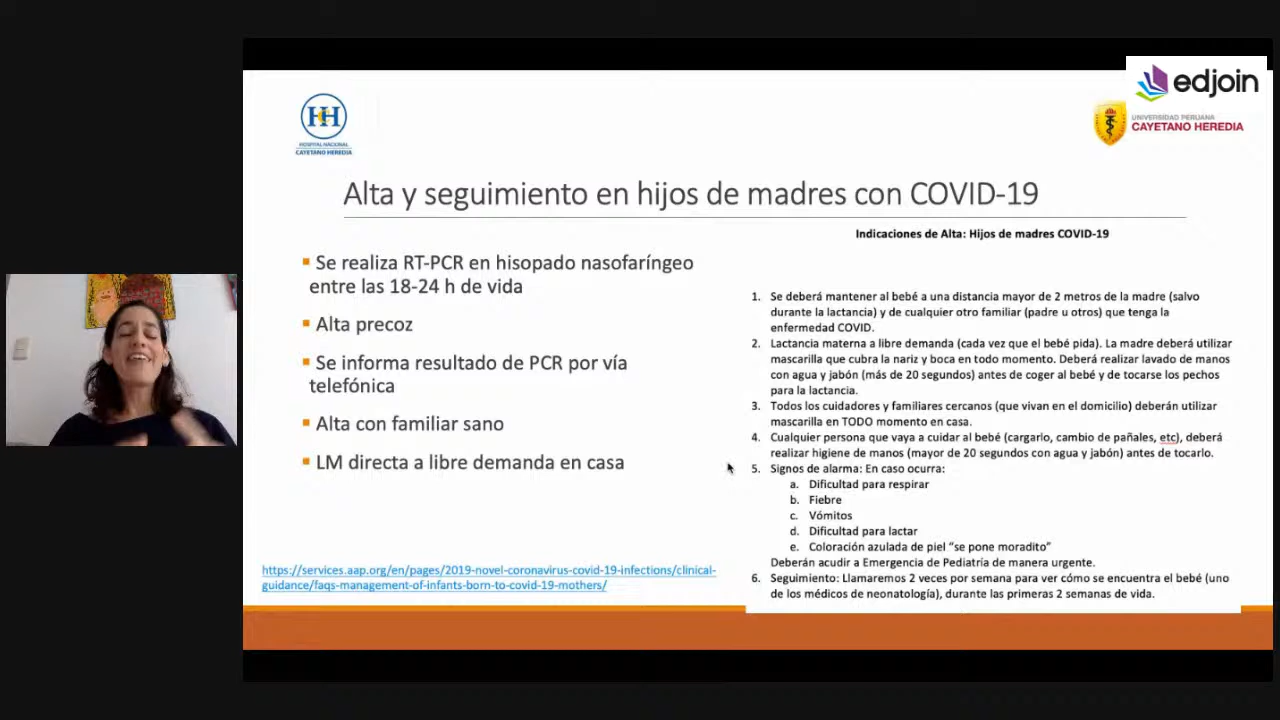 edjoin
HH
HOSPITAL NACIONAL
CAYETANO HEREDIA
UNIVERSIDAD PERUANA
CAYETANO HEREDIA
Alta y seguimiento en hijos de madres con COVID-19
▪ Se realiza RT-PCR en hisopado nasofaríngeo
entre las 18-24 h de vida
▪ Alta precoz
▪ Se informa resultado de PCR por vía
telefónica
▪ Alta con familiar sano
▪ LM directa a libre demanda en casa
https://services.aap.org/en/pages/2019-novel-coronavirus-covid-19-infections/clinical-
guidance/faqs-management-of-infants-born-to-covid-19-mothers/
Indicaciones de Alta: Hijos de madres COVID-19
1. Se deberá mantener al bebé a una distancia mayor de 2 metros de la madre (salvo
durante la lactancia) y de cualquier otro familiar (padre u otros) que tenga la
enfermedad COVID.
2. Lactancia materna a libre demanda (cada vez que el bebé pida). La madre deberá utilizar
mascarilla que cubra la nariz y boca en todo momento. Deberá realizar lavado de manos
con agua y jabón (más de 20 segundos) antes de coger al bebé y de tocarse los pechos
para la lactancia.
3. Todos los cuidadores y familiares cercanos (que vivan en el domicilio) deberán utilizar
mascarilla en TODO momento en casa.
4. Cualquier persona que vaya a cuidar al bebé (cargarlo, cambio de pañales, etc), deberá
realizar higiene de manos (mayor de 20 segundos con agua y jabón) antes de tocarlo.
5. Signos de alarma: En caso ocurra:
a. Dificultad para respirar
b. Fiebre
c. Vómitos
d. Dificultad para lactar
e. Coloración azulada de piel “se pone moradito”
Deberán acudir a Emergencia de Pediatría de manera urgente.
6. Seguimiento: Llamaremos 2 veces por semana para ver cómo se encuentra el bebé (uno
de los médicos de neonatología), durante las primeras 2 semanas de vida.